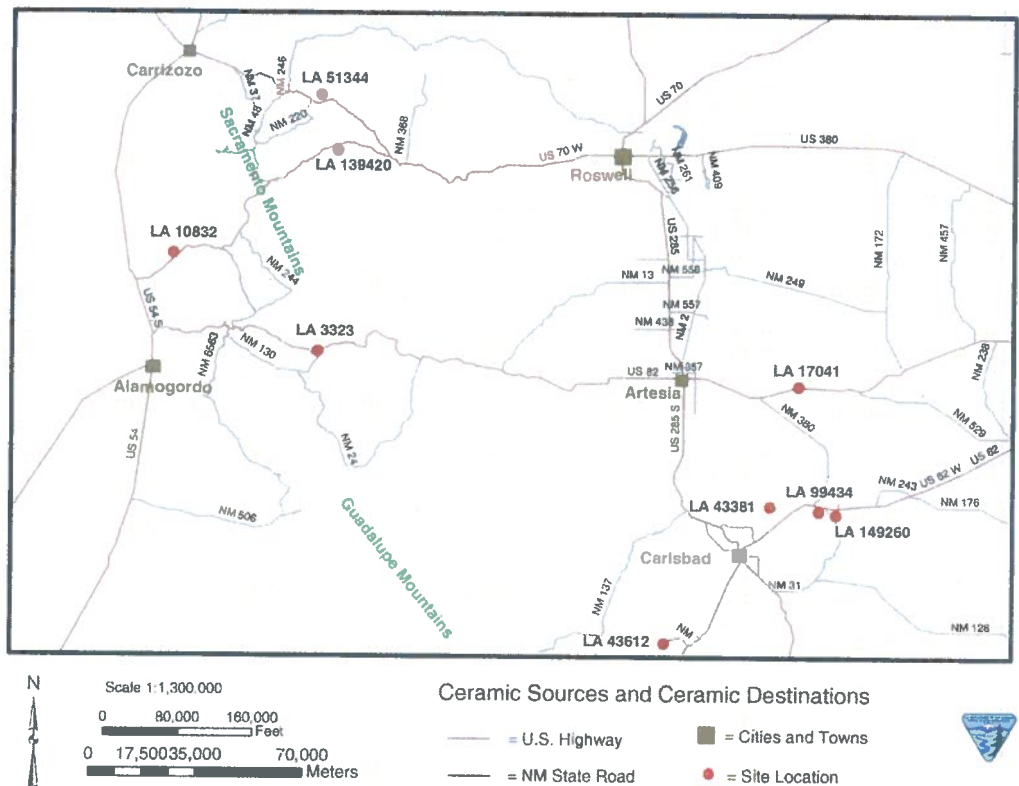 Carrizozo
NM 37
NM 246
LA 51344
NM 48
NM 220
NM 368
US 70
US 380
LA 139420
US 70 W
Roswell
NM 256
NM 261
NM 409
Sacramento Mountains
LA 10832
NM 244
US 285
NM 13
NM 558
NM 249
NM 172
NM 457
US 54 S
NM 557
NM 438
NM 2
LA 3323
NM 6563
NM 130
Alamogordo
US 82
NM 357
Artesia
LA 17041
NM 238
NM 360
NM 529
US 54
NM 24
US 285 S
US 62
US 62 W
NM 243
NM 176
LA 43381
LA 99434
LA 149260
NM 506
Guadalupe Mountains
Carlsbad
NM 137
NM 31
NM 128
LA 43612
NM
N
Scale 1:1,300.000
0 80,000 160,000
Feet
0 17,50035,000 70,000
Meters
Ceramic Sources and Ceramic Destinations
= U.S. Highway
= Cities and Towns
= NM State Road
= Site Location